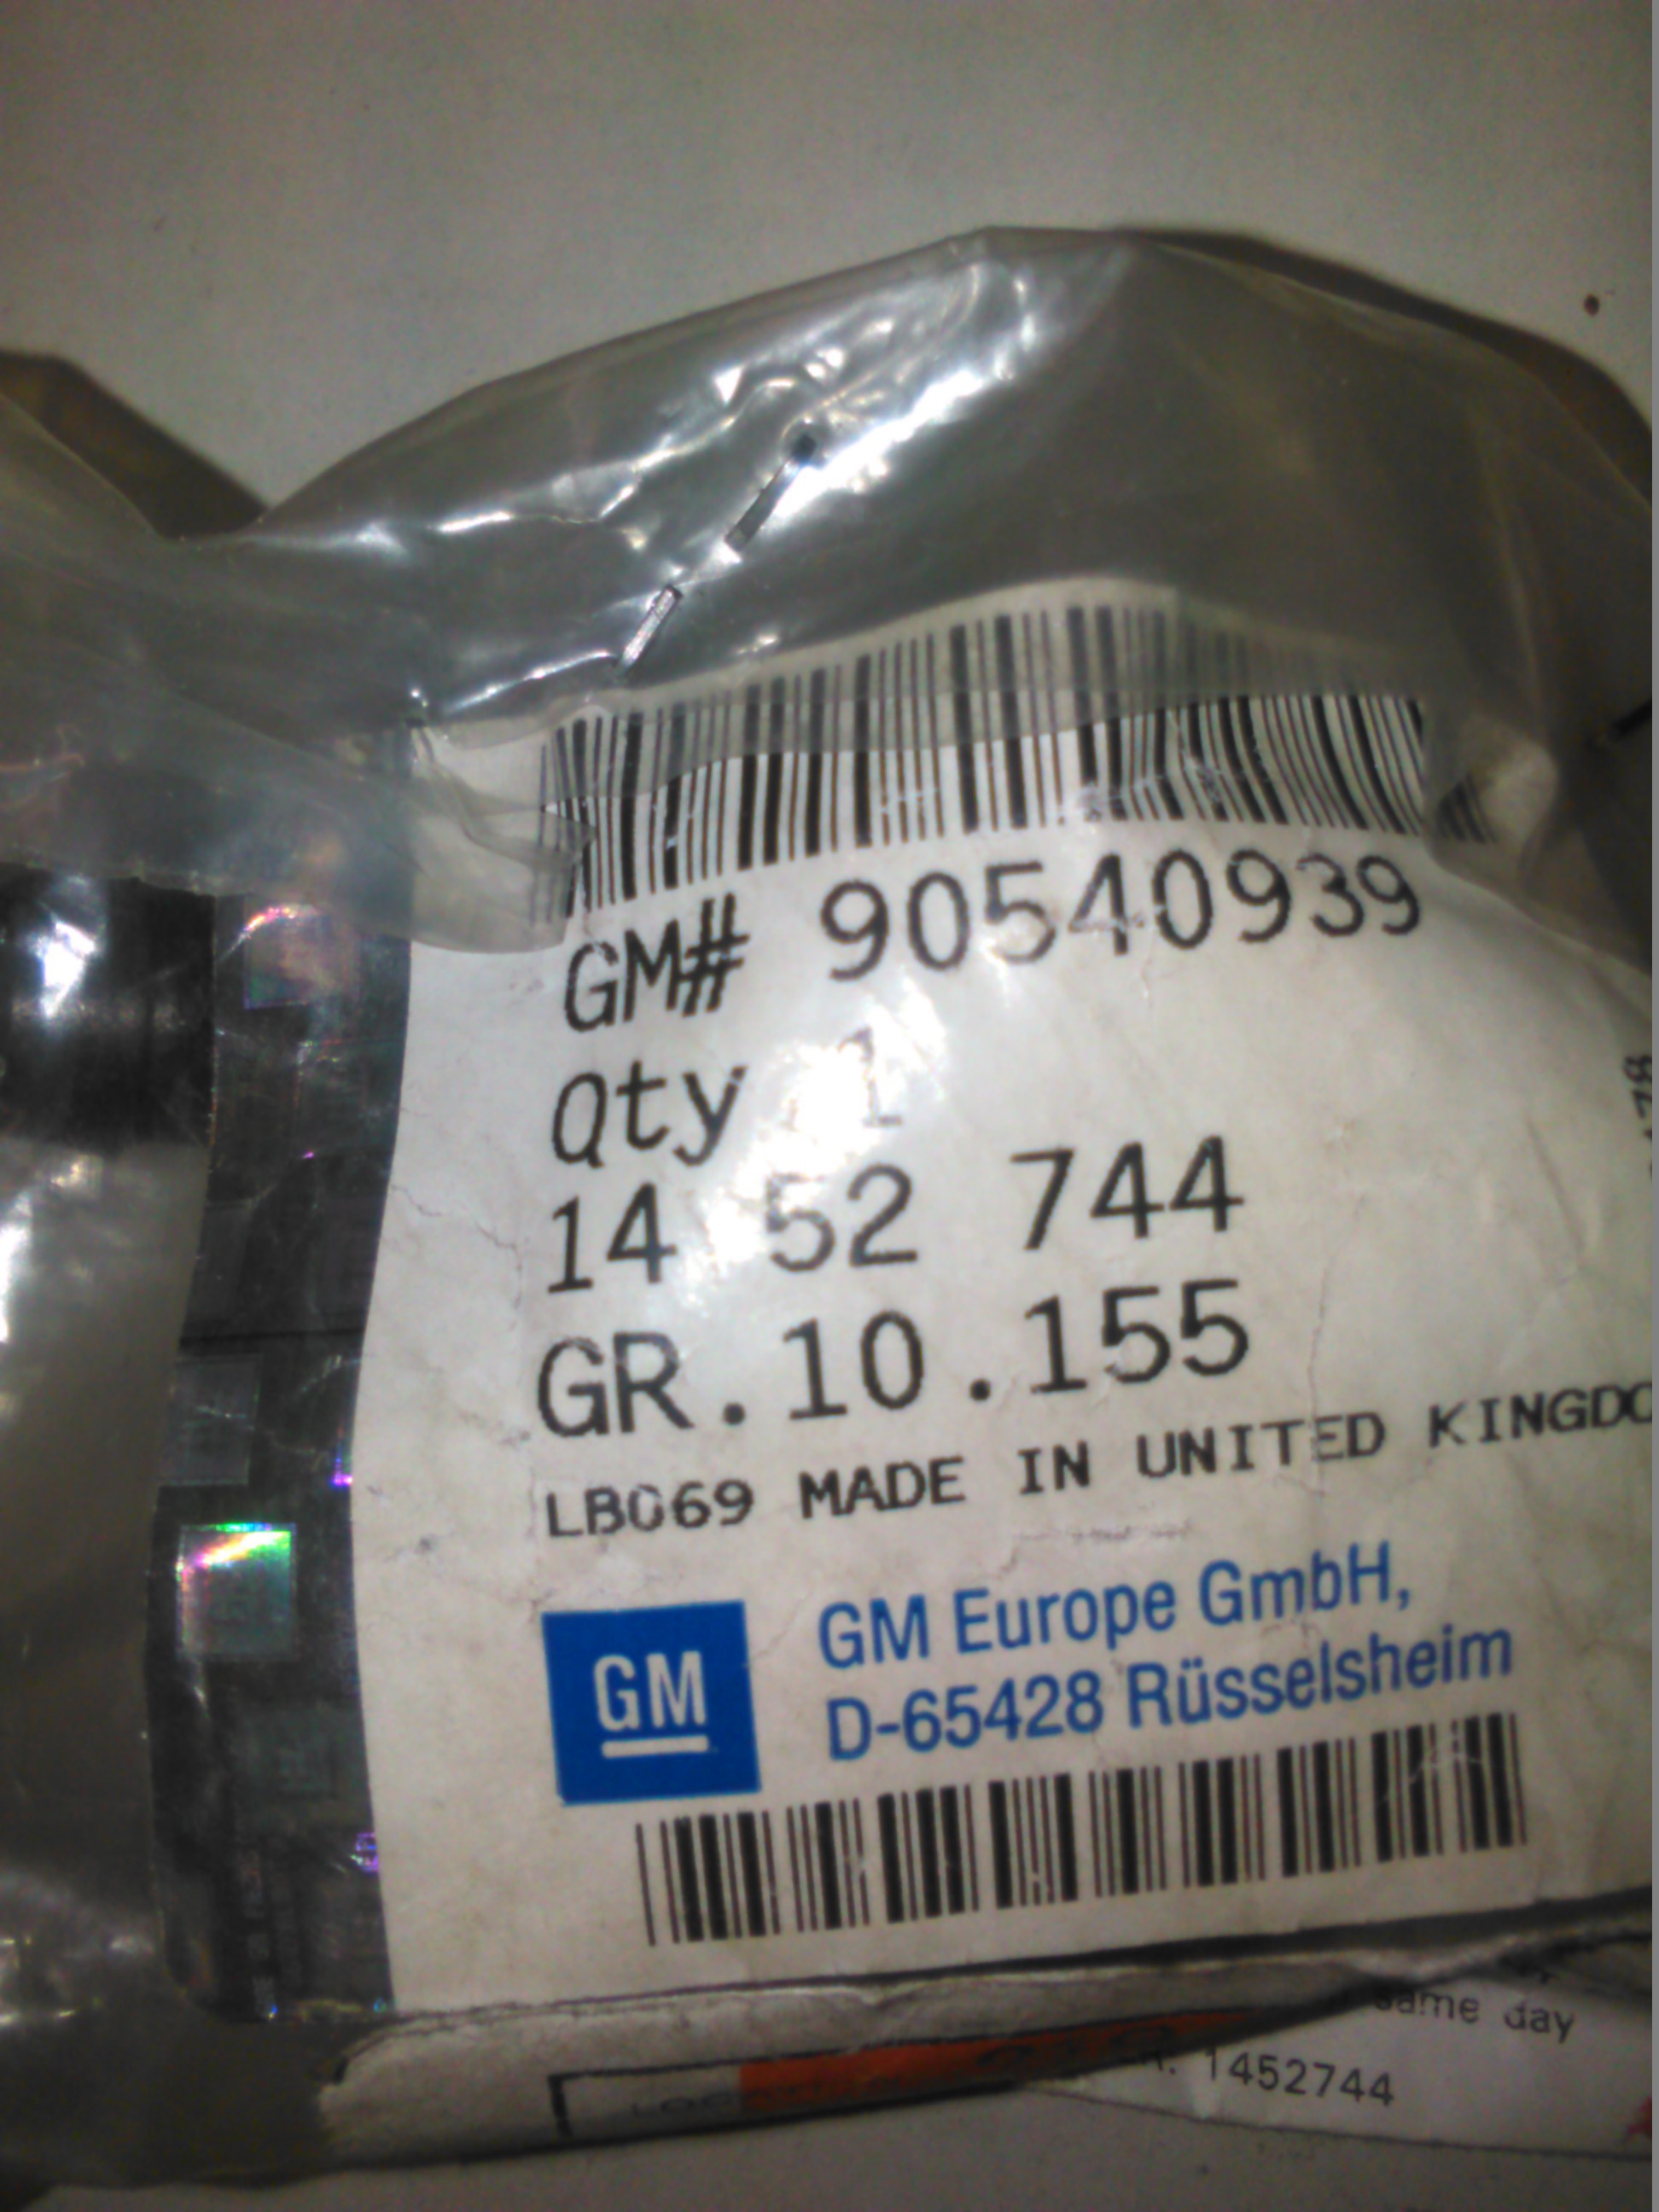 GM# 90540939
Qty 1
14 52 744
GR.10.155
LB069 MADE IN UNITED KINGDO
GM
GM Europe GmbH,
D-65428 Rüsselsheim
same day
1452744